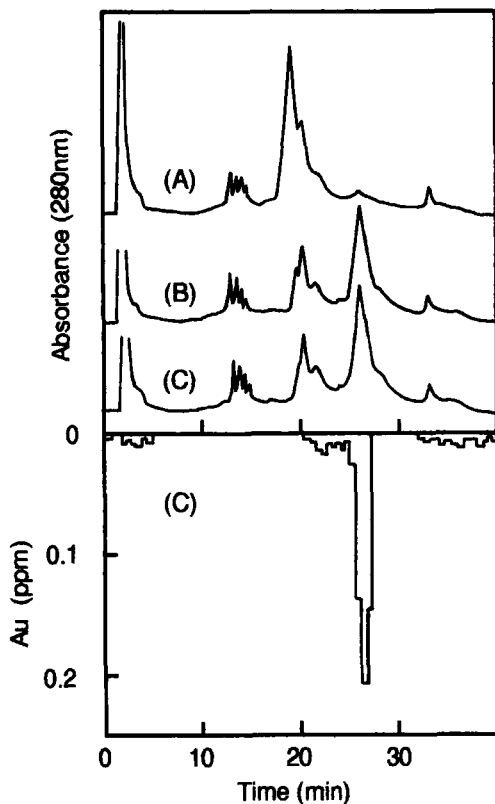 Absorbance (280nm)
(A)
(B)
(C)
0
(C)
0.1
Au (ppm)
0.2
0 10 20 30
Time (min)